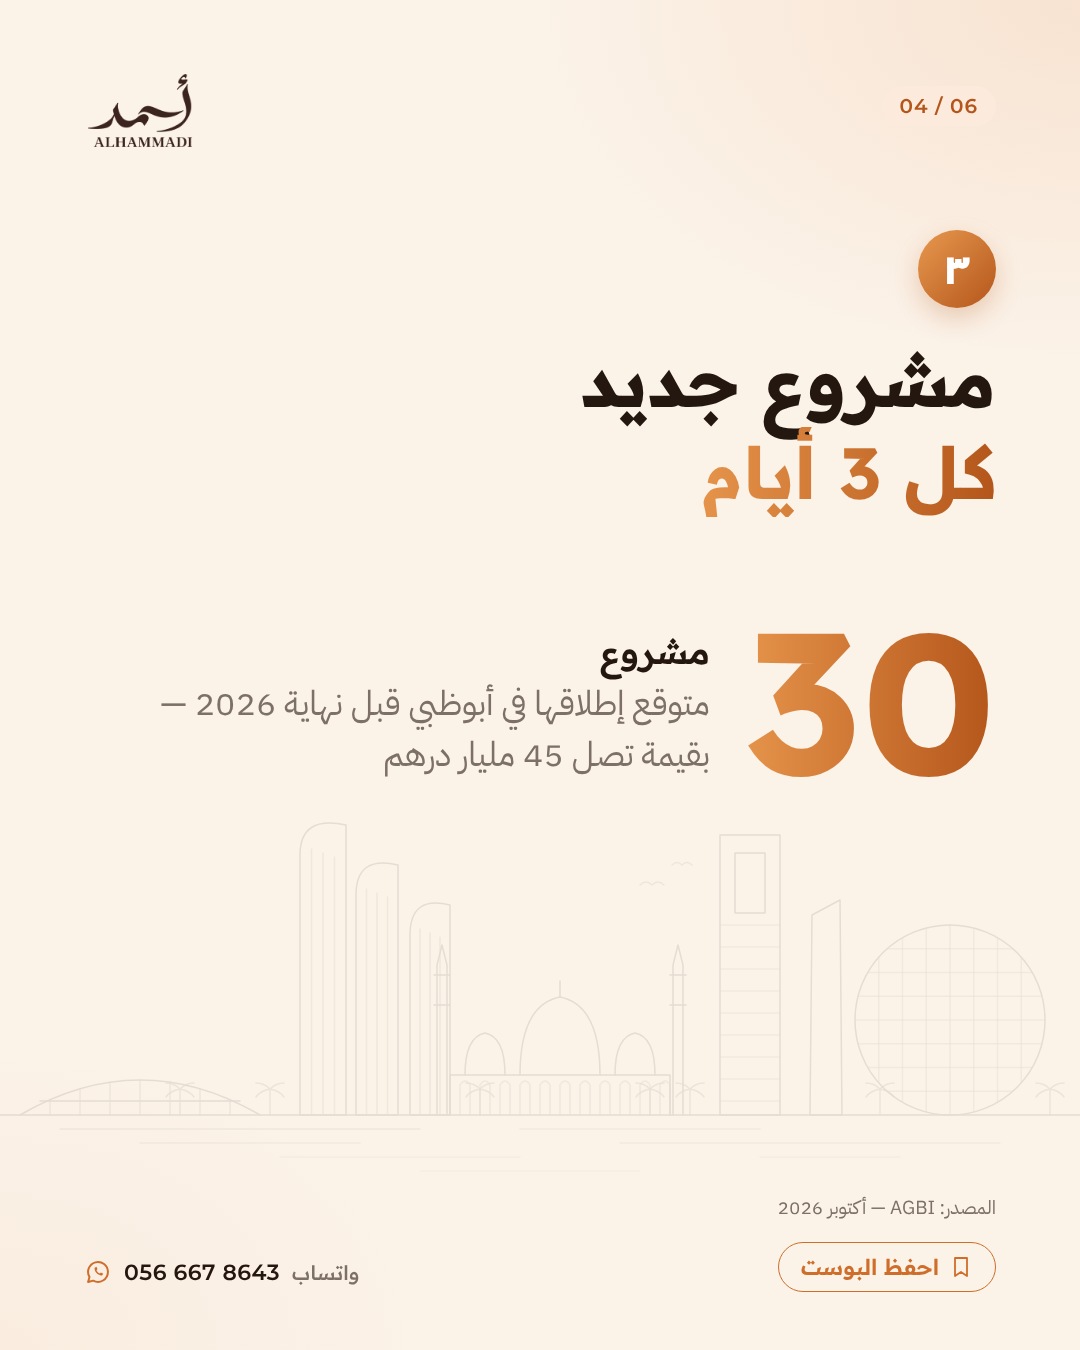 أحمد
ALHAMMADI
04 / 06
٣
مشروع جديد
كل 3 أيام
30
مشروع
متوقع إطلاقها في أبوظبي قبل نهاية 2026 —
بقيمة تصل 45 مليار درهم
المصدر: AGBI — أكتوبر 2026
احفظ البوست
واتساب 056 667 8643